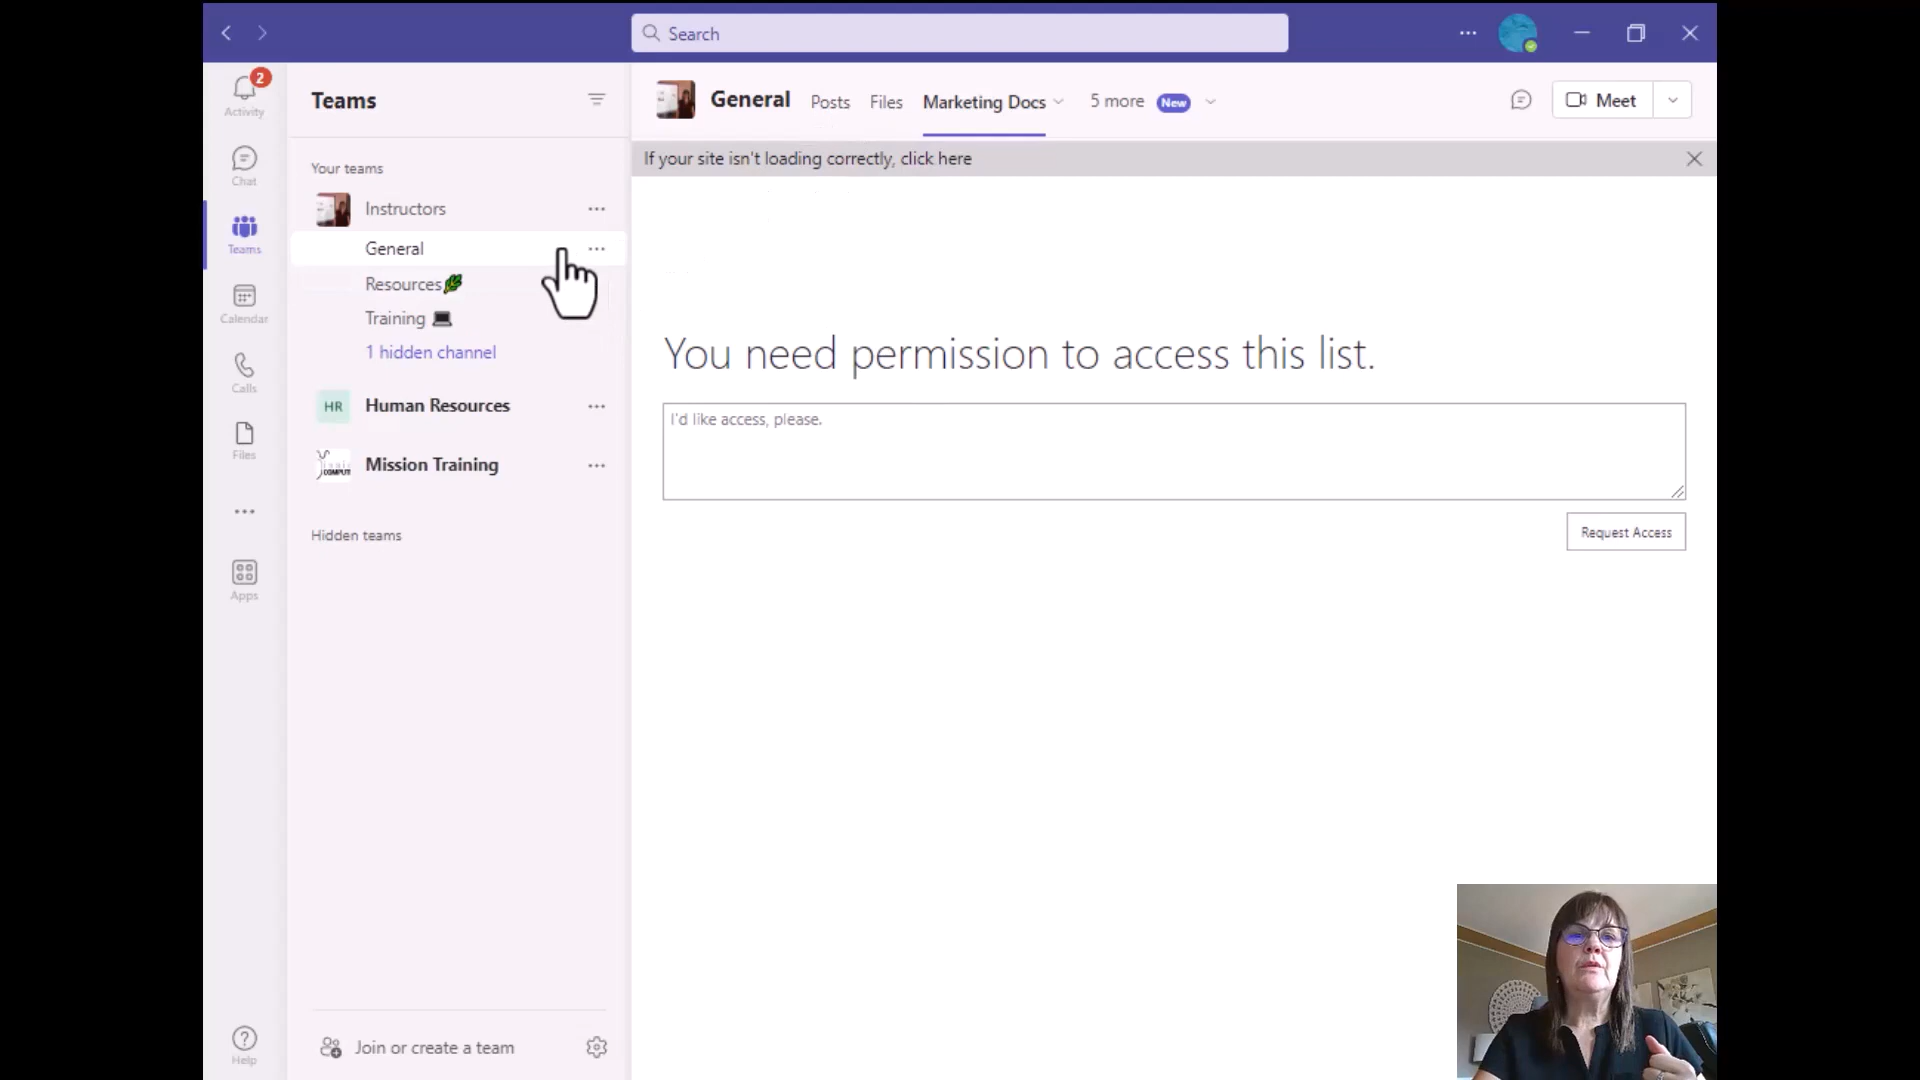 Search
2
Activity
Chat
Teams
Calendar
Calls
Files
Apps
Help
Teams
Your teams
Instructors
General
Resources
Training
1 hidden channel
HR
Human Resources
COMPUT
Mission Training
Hidden teams
Join or create a team
General
Posts
Files
Marketing Docs
5 more
New
Meet
If your site isn't loading correctly, click here
You need permission to access this list.
I'd like access, please.
Request Access